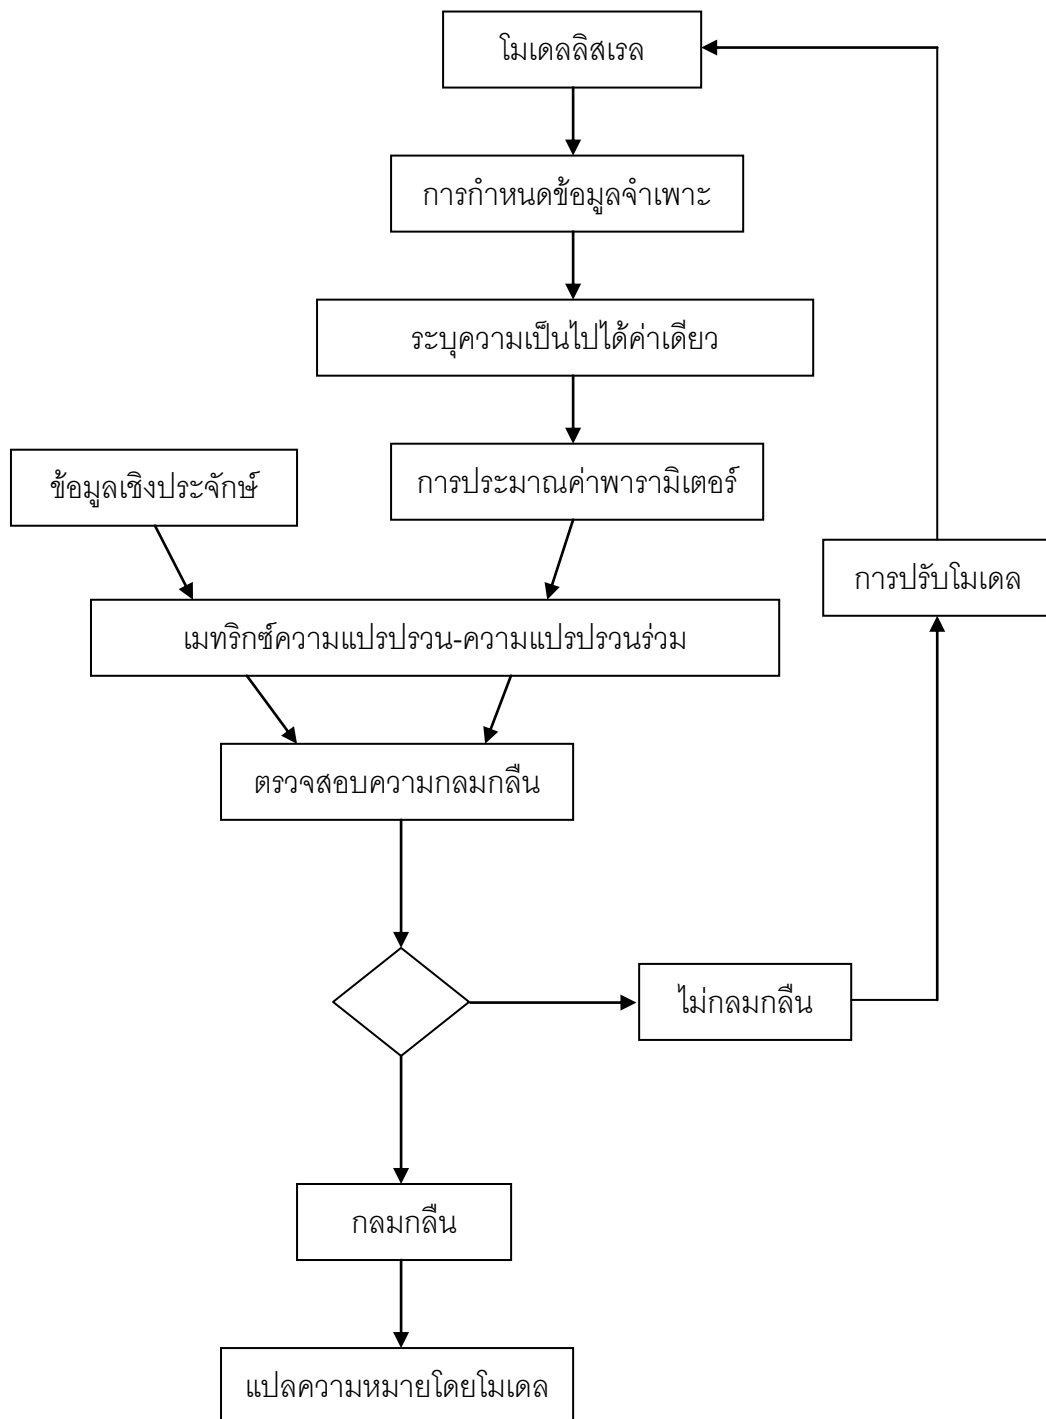 โมเดลลิสเรล
การกำหนดข้อมูลจำเพาะ
ระบุความเป็นไปได้ค่าเดียว
ข้อมูลเชิงประจักษ์
การประมาณค่าพารามิเตอร์
การปรับโมเดล
เมทริกซ์ความแปรปรวน-ความแปรปรวนร่วม
ตรวจสอบความกลมกลืน
ไม่กลมกลืน
กลมกลืน
แปลความหมายโดยโมเดล